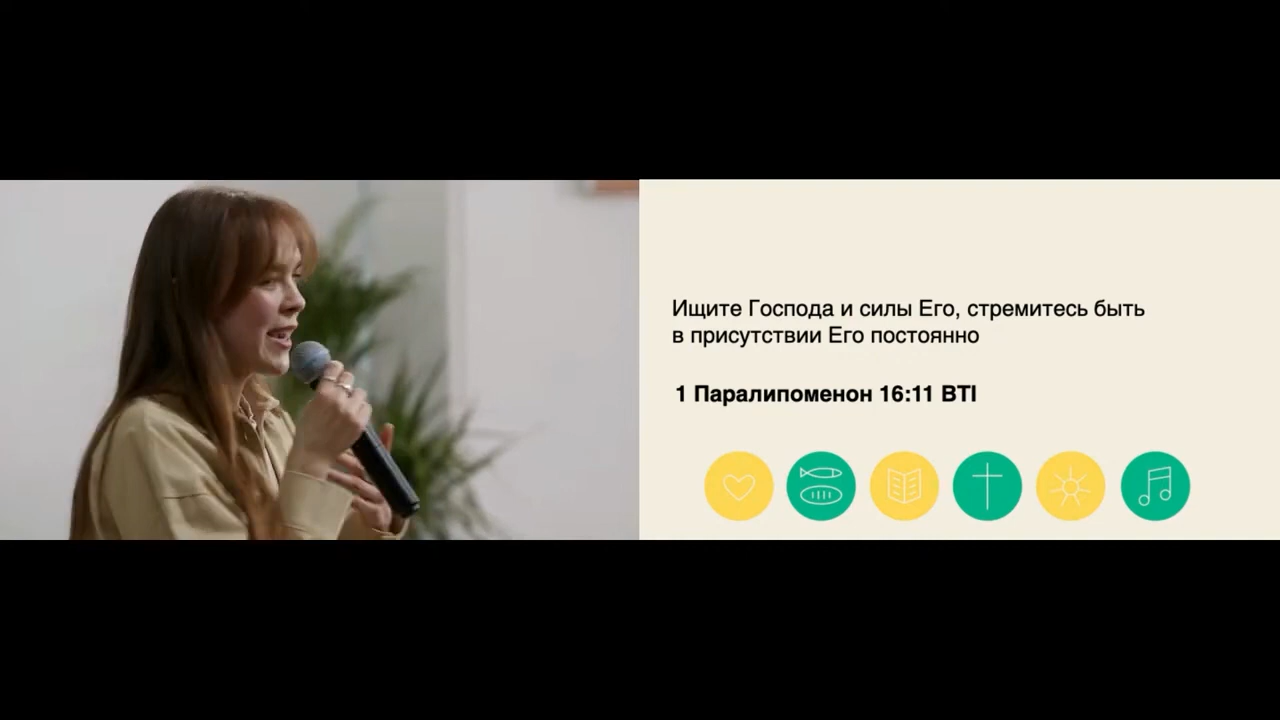 Ищите Господа и силы Его, стремитесь быть
в присутствии Его постоянно
1 Паралипоменон 16:11 BTI